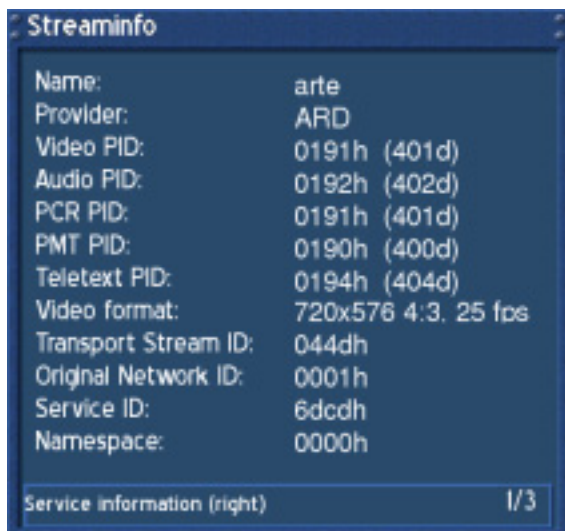 Streaminfo
Name: arte
Provider: ARD
Video PID: 0191h (401d)
Audio PID: 0192h (402d)
PCR PID: 0191h (401d)
PMT PID: 0190h (400d)
Teletext PID: 0194h (404d)
Video format: 720x576 4:3, 25 fps
Transport Stream ID: 044dh
Original Network ID: 0001h
Service ID: 6dcdh
Namespace: 0000h
Service information (right) 1/3